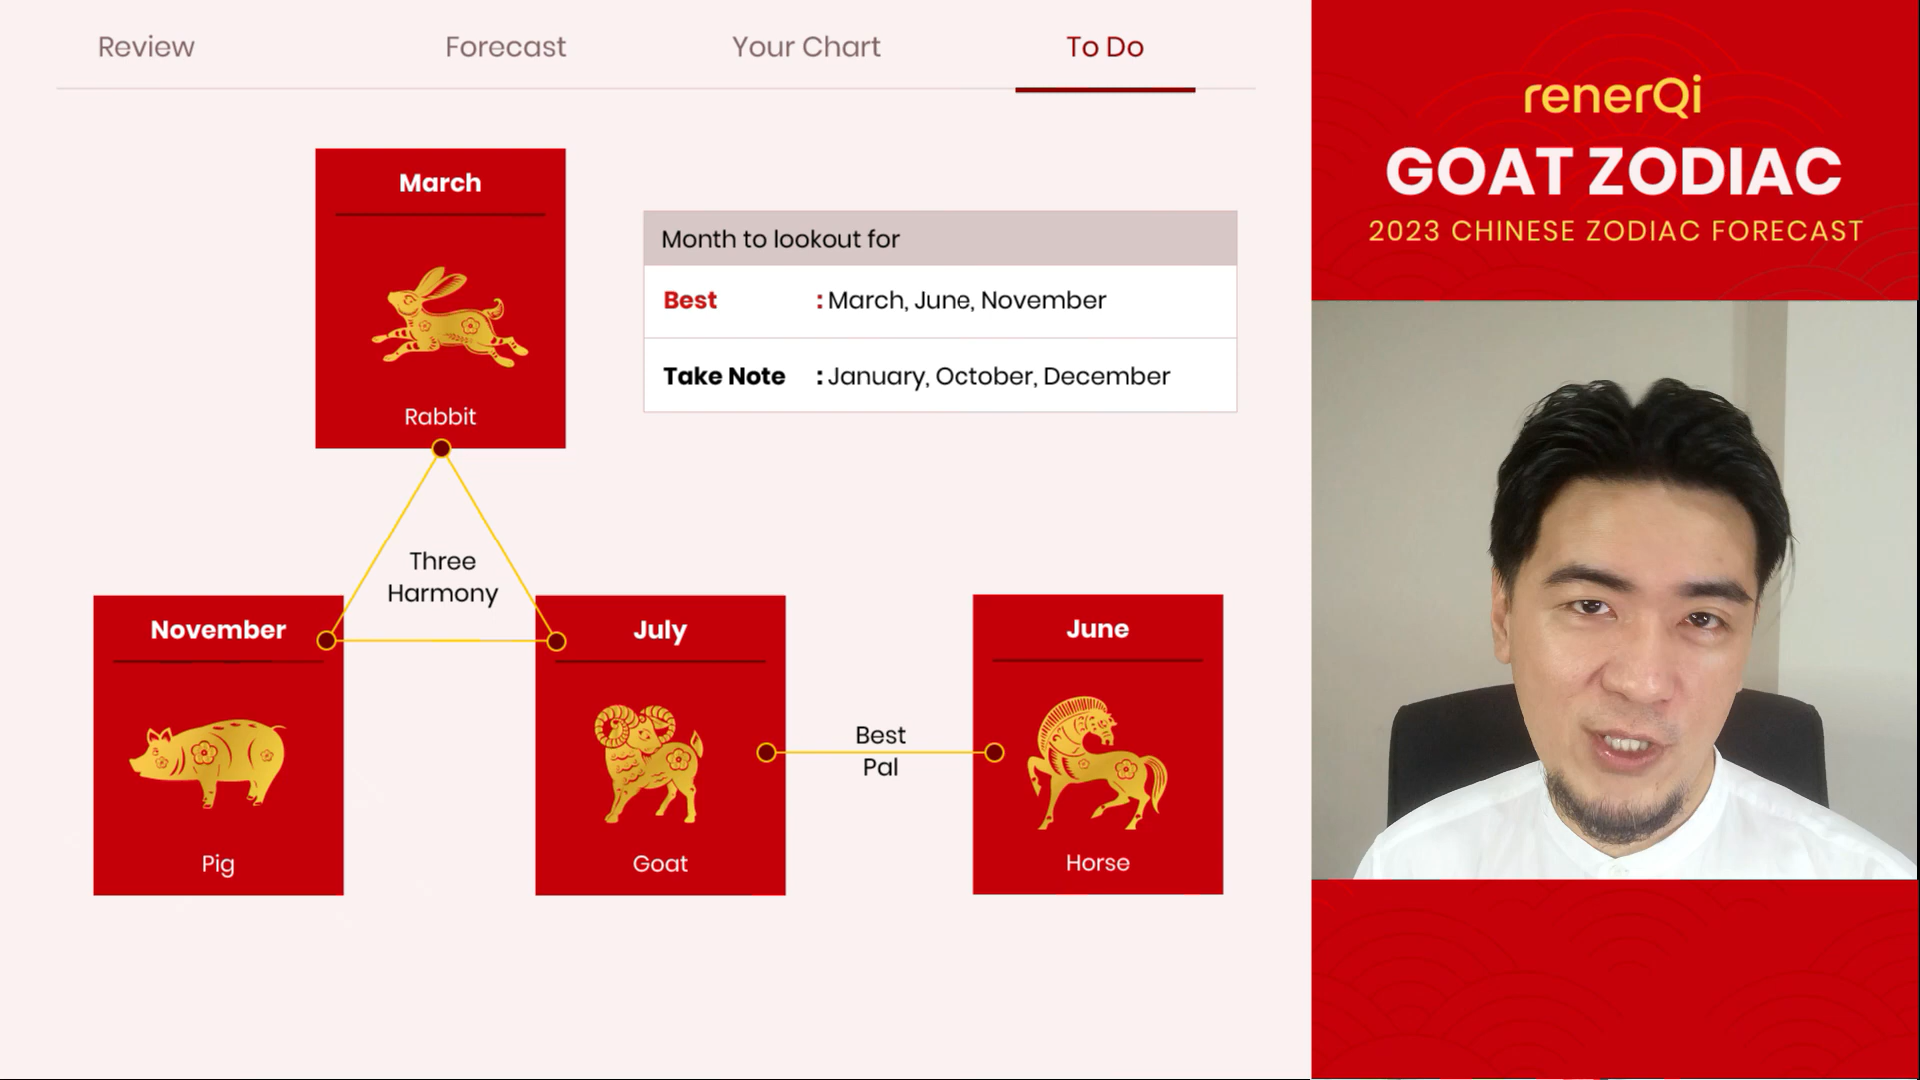 Review
Forecast
Your Chart
To Do
renerQi
GOAT ZODIAC
2023 CHINESE ZODIAC FORECAST
March
Rabbit
Month to lookout for
Best : March, June, November
Take Note : January, October, December
Three
Harmony
November
Pig
July
Goat
Best
Pal
June
Horse